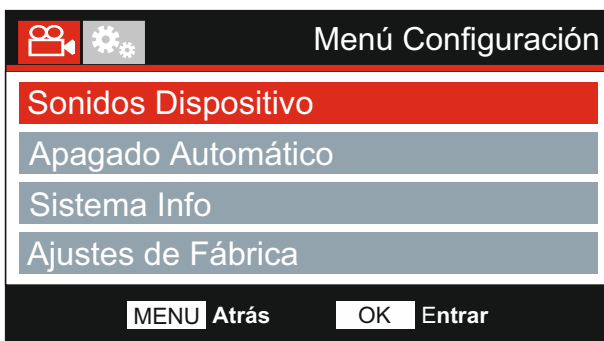 Menú Configuración
Sonidos Dispositivo
Apagado Automático
Sistema Info
Ajustes de Fábrica
MENU Atrás OK Entrar